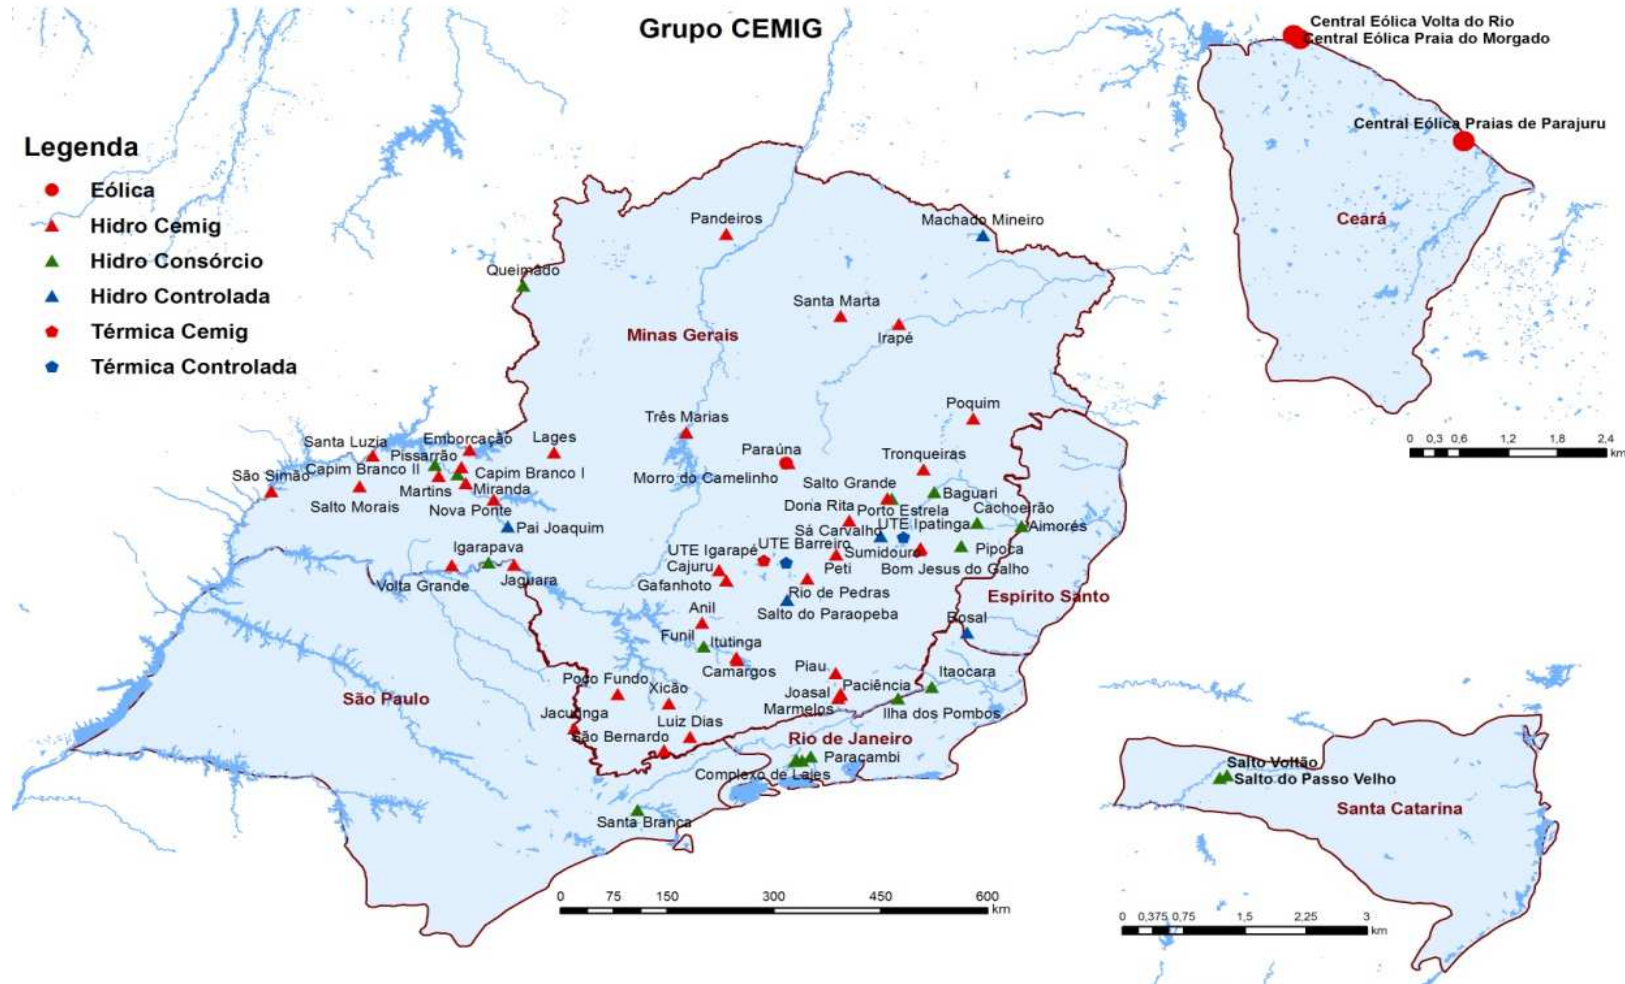 Grupo CEMIG
Legenda
Eólica
Hidro Cemig
Hidro Consórcio
Hidro Controlada
Térmica Cemig
Térmica Controlada
Central Eólica Volta do Rio
Central Eólica Praia do Morgado
Central Eólica Praias de Parajuru
Ceará
0 0,3 0,6 1,2 1,8 2,4
km
Pandeiros
Machado Mineiro
Queimado
Santa Marta
Minas Gerais
Irapé
Poquim
Três Marias
Santa Luzia
Emborcação
Lages
Paraúna
Pissarrão
Tronqueiras
São Simão
Capim Branco II
Capim Branco I
Morro do Camelinho
Salto Grande
Martins
Miranda
Baguari
Salto Morais
Nova Ponte
Dona Rita
Porto Estrela
Cachoeirão
Pai Joaquim
Sá Carvalho
UTE Ipatinga
Aimorés
UTE Igarapé
UTE Barreiro
Sumidouro
Pipoca
Igarapava
Cajuru
Peti
Bom Jesus do Galho
Volta Grande
Jaguara
Gafanhoto
Rio de Pedras
Espírito Santo
Anil
Salto do Paraopeba
Rosal
Funil
Itutinga
Camargos
Piau
Itaocara
Poço Fundo
Xicão
Joasal
Paciência
São Paulo
Marmelos
Ilha dos Pombos
Jacutinga
Luiz Dias
São Bernardo
Rio de Janeiro
Paracambi
Complexo de Lajes
Santa Branca
0 75 150 300 450 600
km
Salto Voltão
Salto do Passo Velho
Santa Catarina
0 0,375 0,75 1,5 2,25 3
km